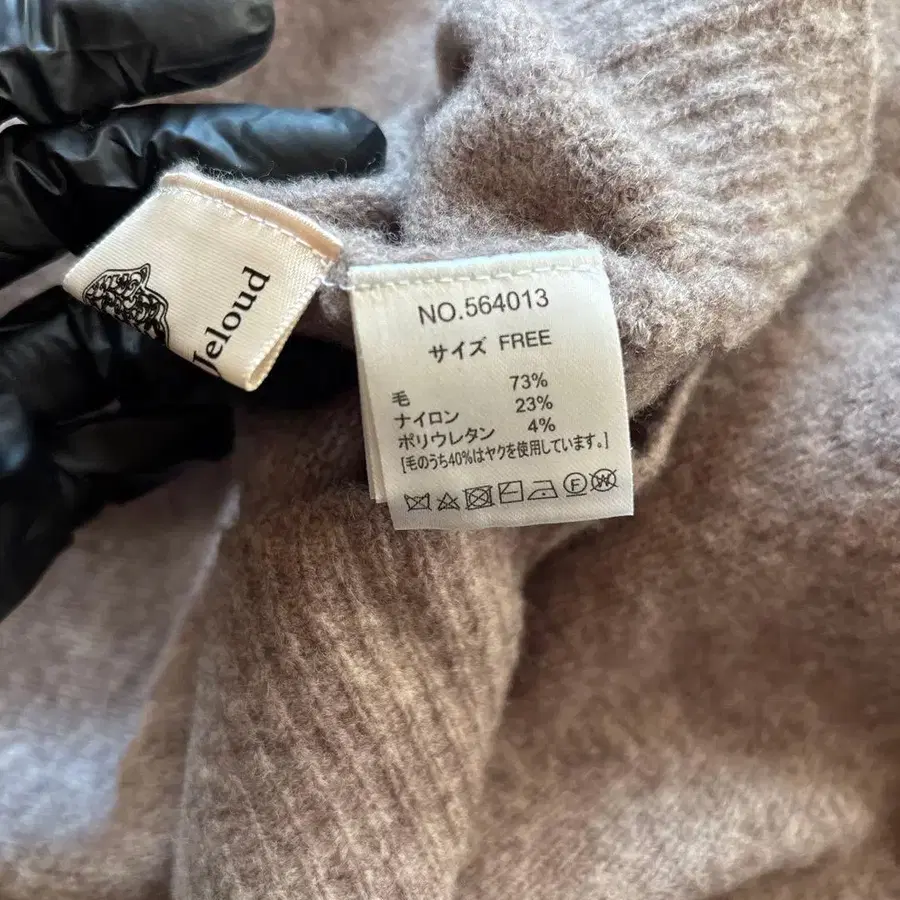 Jeloud
NO.564013
サイズ FREE
毛 73%
ナイロン 23%
ポリウレタン 4%
[毛のうち40%はヤクを使用しています。]
F W